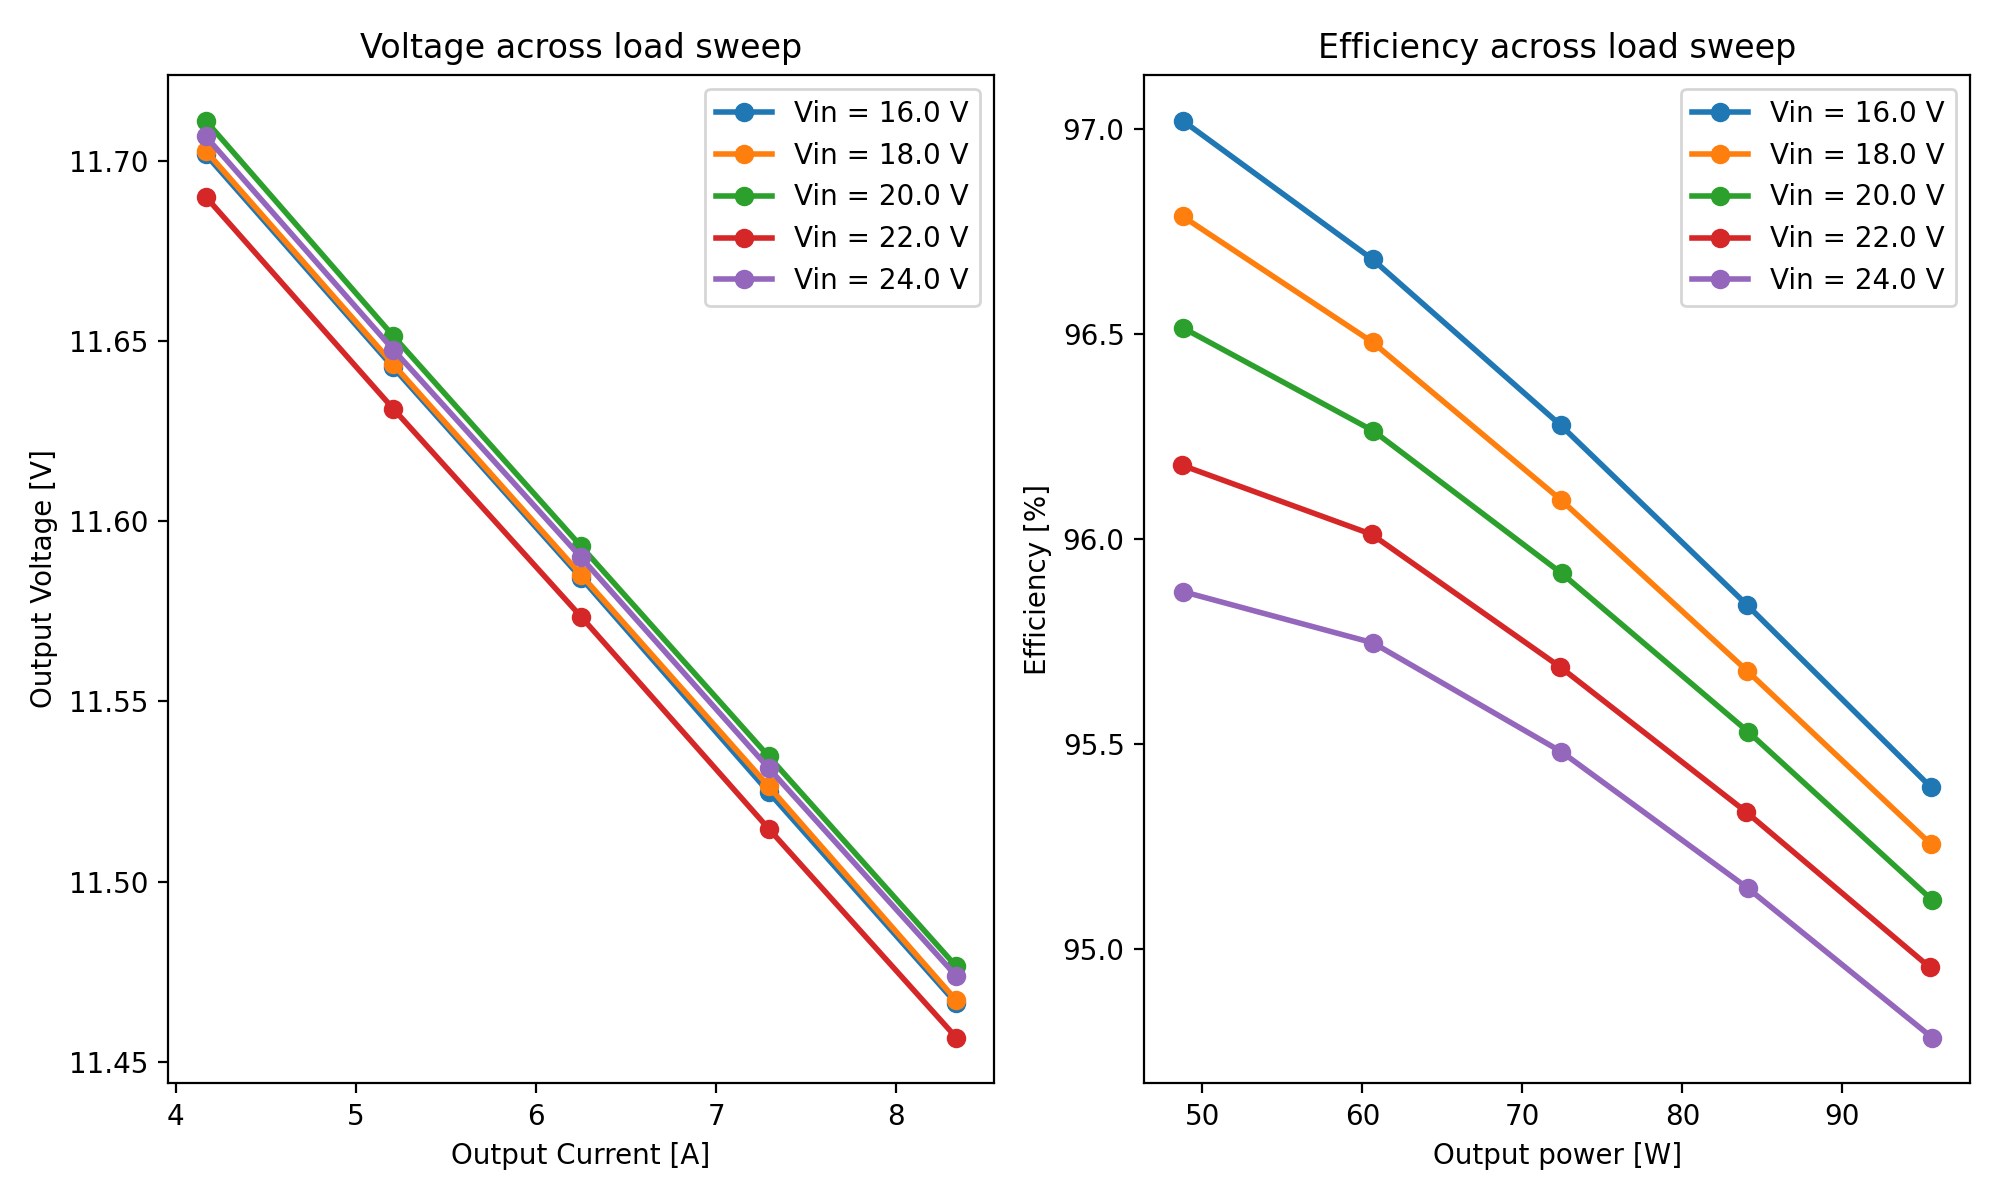 Voltage across load sweep
Vin = 16.0 V
Vin = 18.0 V
Vin = 20.0 V
Vin = 22.0 V
Vin = 24.0 V
11.70
11.65
11.60
11.55
11.50
11.45
Output Voltage [V]
4 5 6 7 8
Output Current [A]
Efficiency across load sweep
Vin = 16.0 V
Vin = 18.0 V
Vin = 20.0 V
Vin = 22.0 V
Vin = 24.0 V
97.0
96.5
96.0
95.5
95.0
Efficiency [%]
50 60 70 80 90
Output power [W]